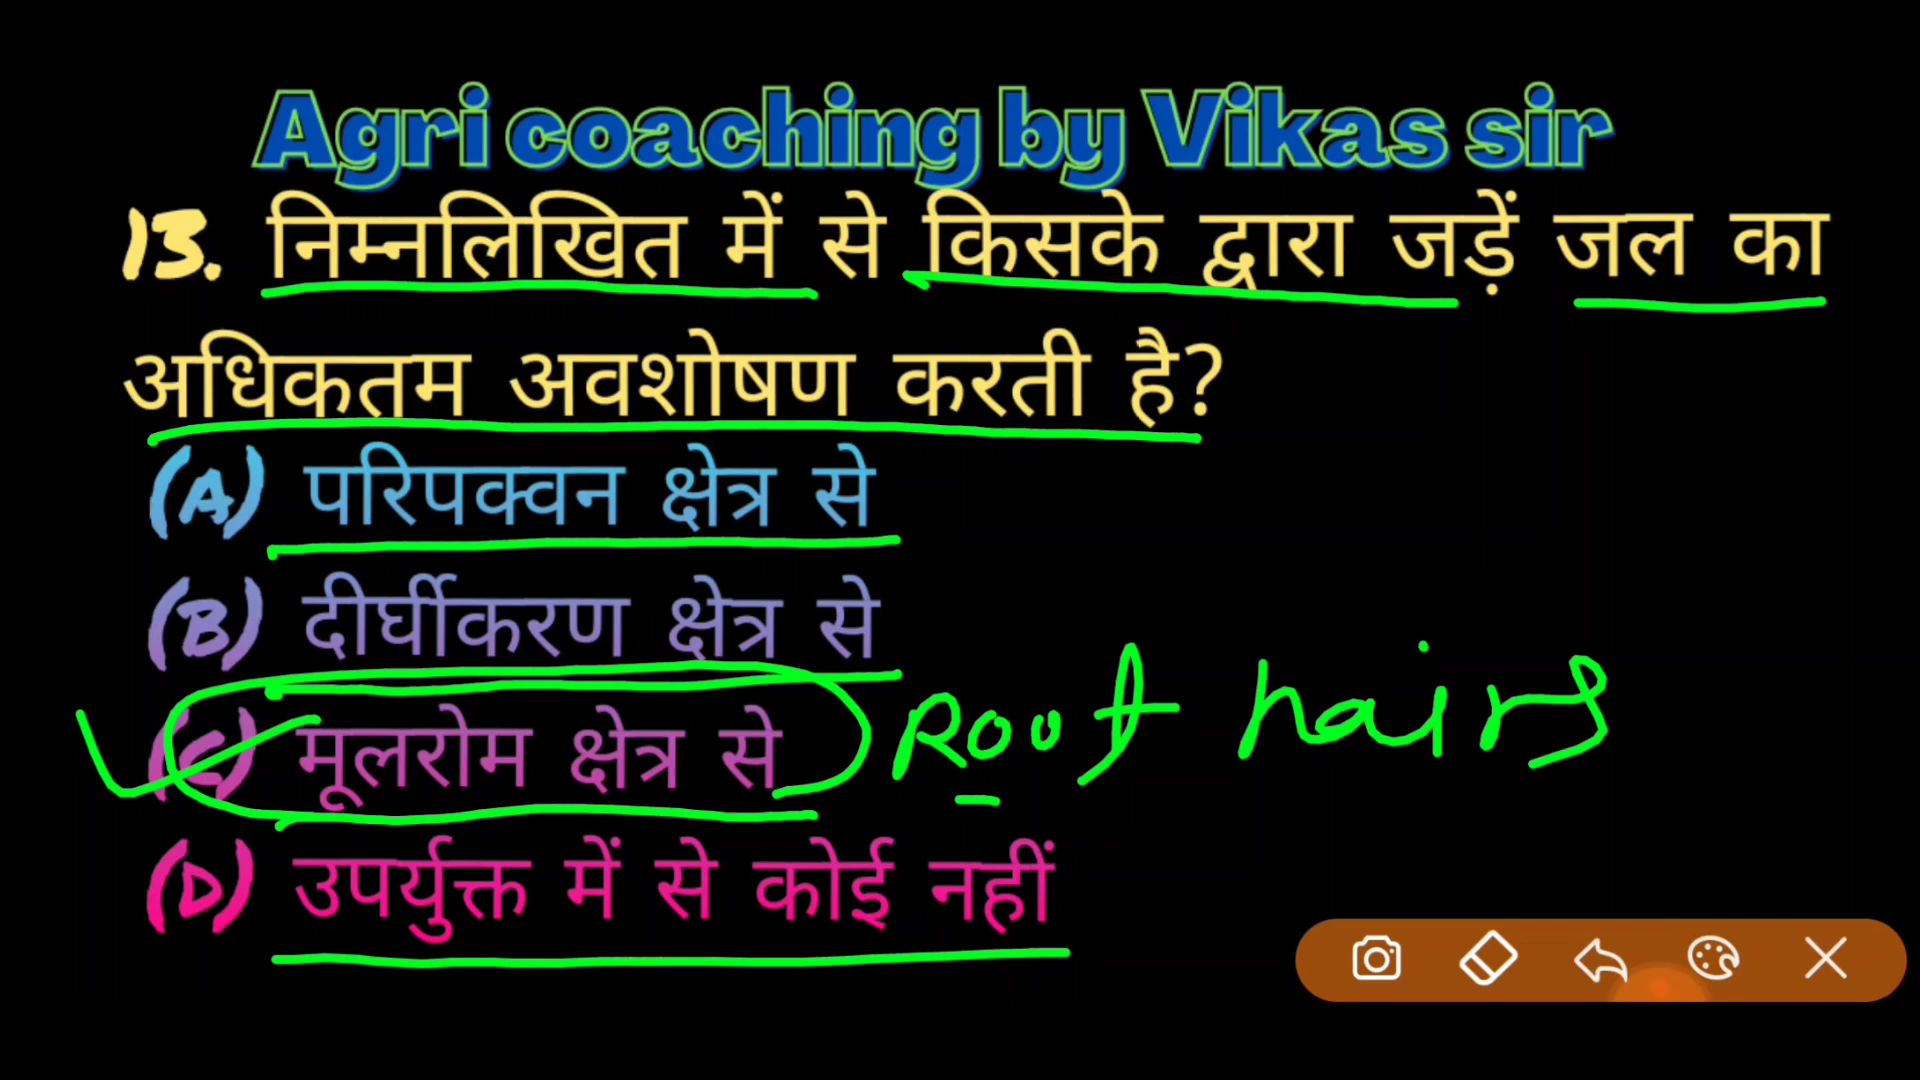 Agri coaching by Vikas sir
13. निम्नलिखित में से किसके द्वारा जड़ें जल का
अधिकतम अवशोषण करती है?
(A) परिपक्वन क्षेत्र से
(B) दीर्घीकरण क्षेत्र से
(C) मूलरोम क्षेत्र से Root hairs
(D) उपर्युक्त में से कोई नहीं